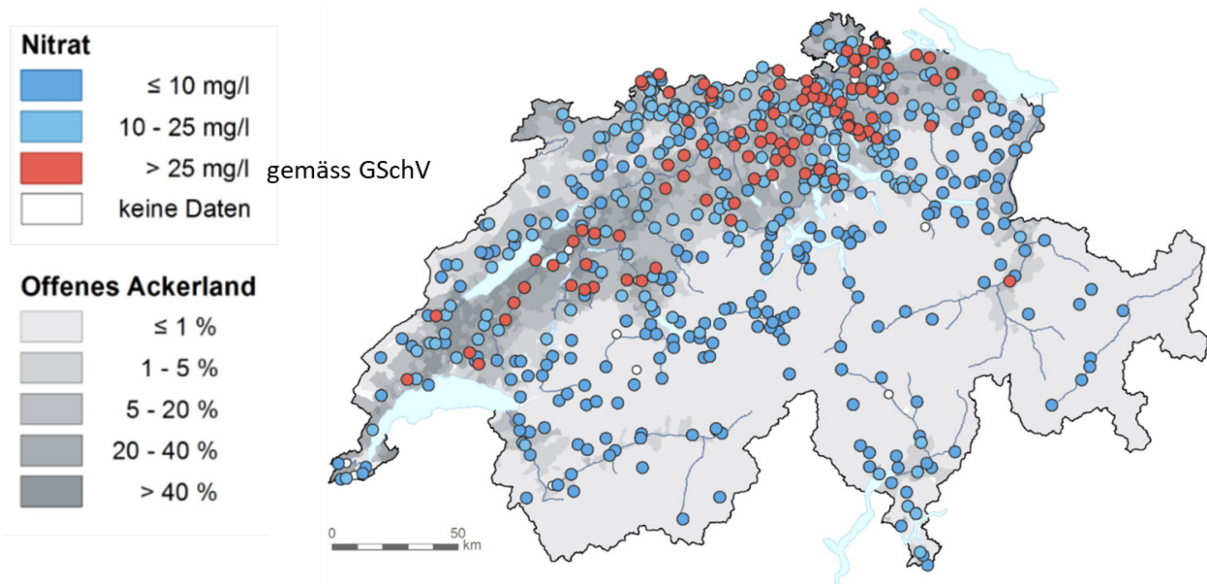 Nitrat
≤ 10 mg/l
10 - 25 mg/l
> 25 mg/l gemäss GSchV
keine Daten
Offenes Ackerland
≤ 1 %
1 - 5 %
5 - 20 %
20 - 40 %
> 40 %
0 50
km